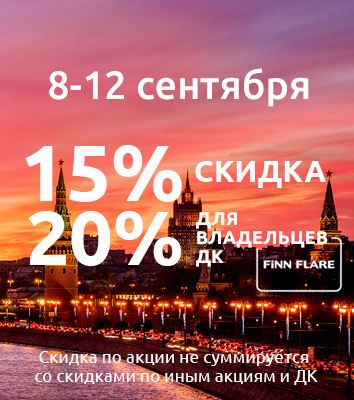 8-12 сентября
15% СКИДКА
20% ДЛЯ
ВЛАДЕЛЬЦЕВ
ДК
FiNN FLARE
Скидка по акции не суммируется
со скидками по иным акциям и ДК